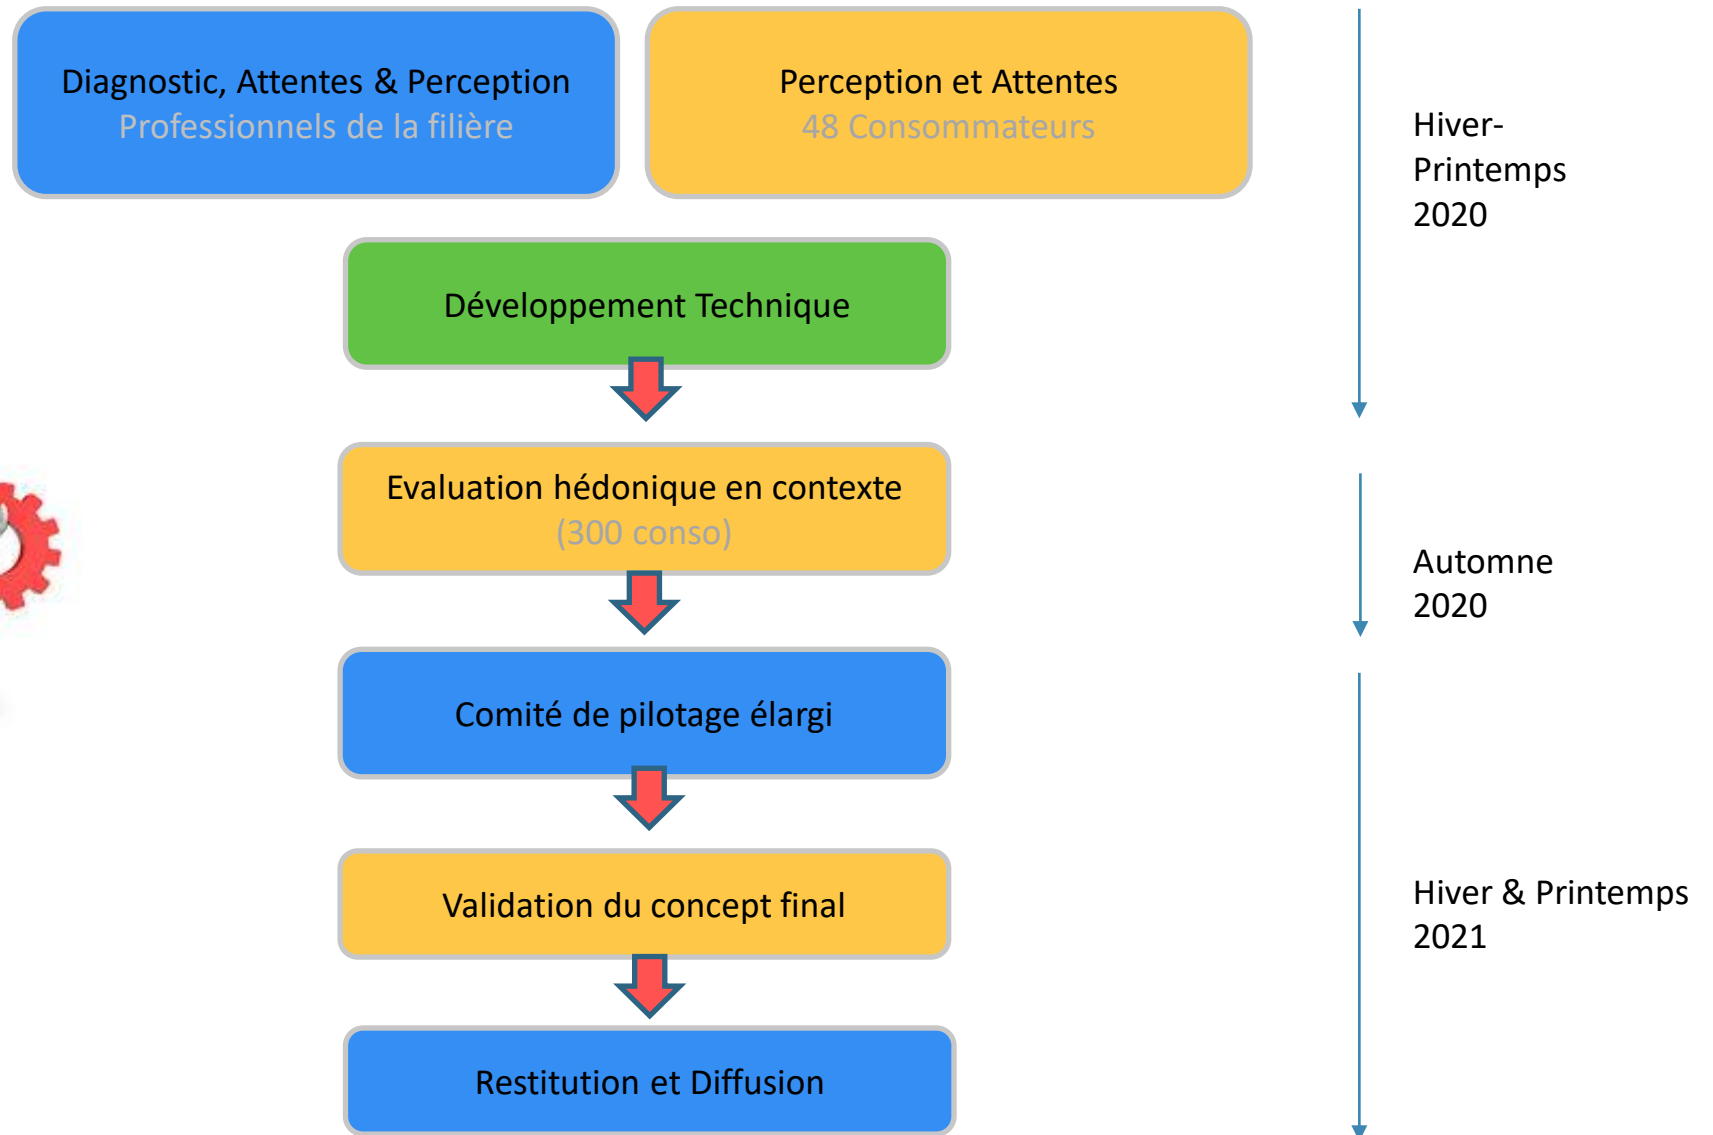 Diagnostic, Attentes & Perception
Professionnels de la filière
Perception et Attentes
48 Consommateurs
Hiver-
Printemps
2020
Développement Technique
Evaluation hédonique en contexte
(300 conso)
Automne
2020
Comité de pilotage élargi
Validation du concept final
Hiver & Printemps
2021
Restitution et Diffusion